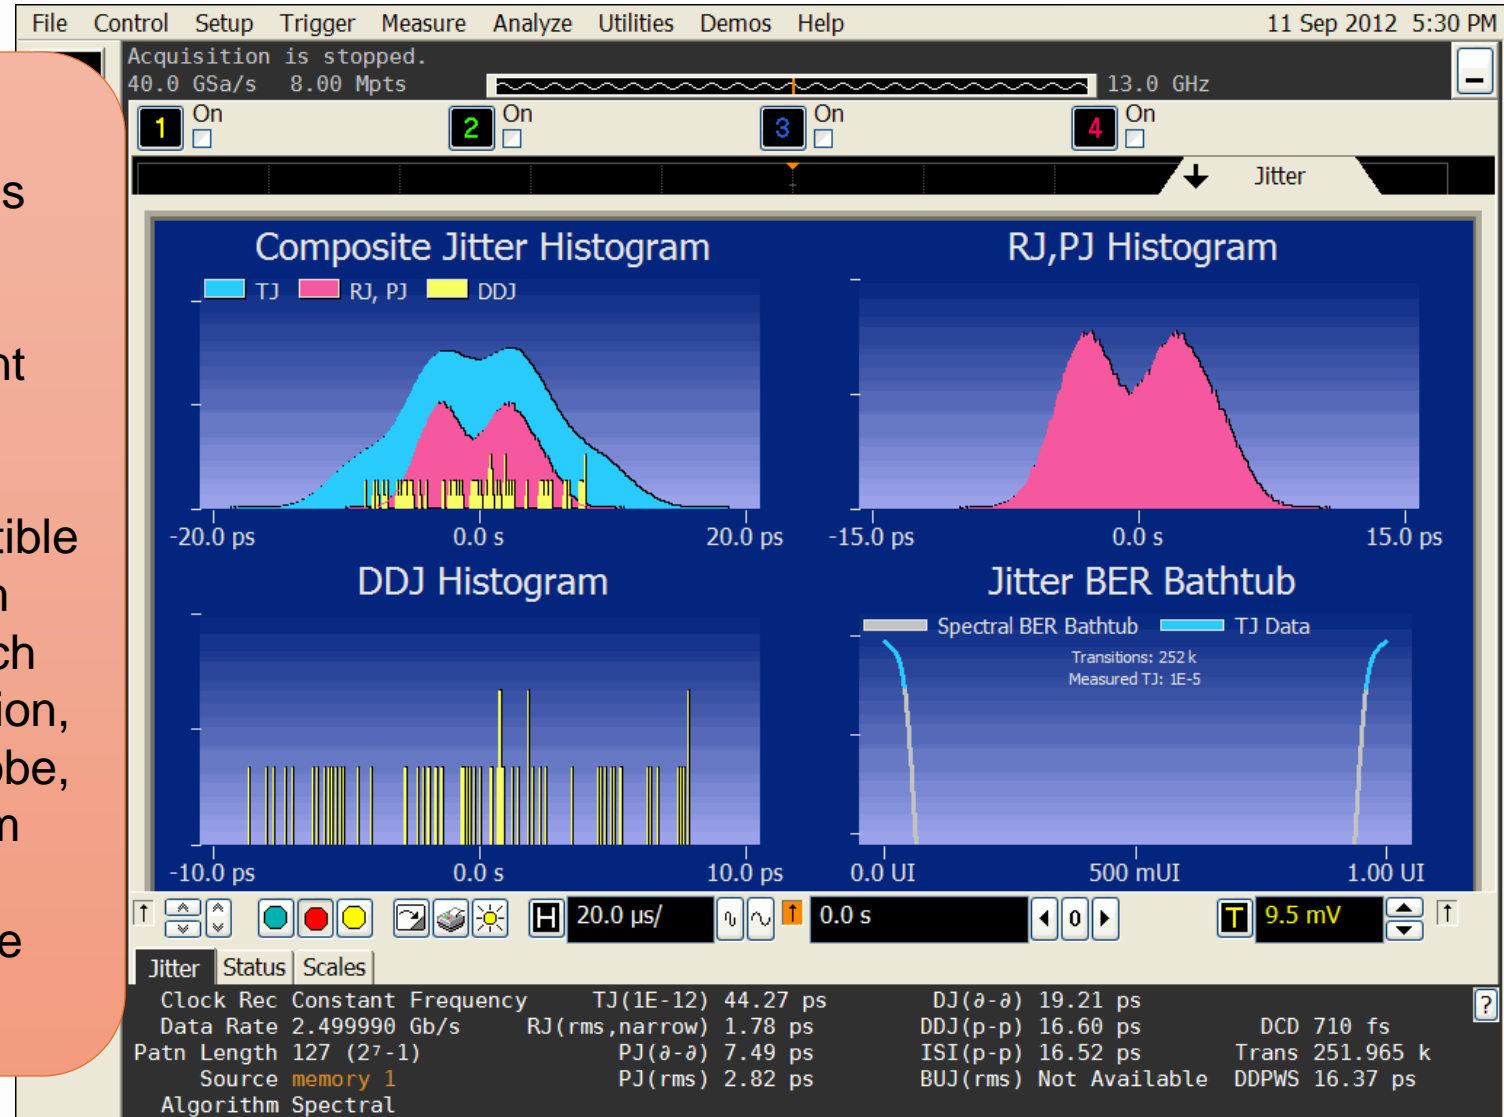 File Control Setup Trigger Measure Analyze Utilities Demos Help 11 Sep 2012 5:30 PM
Acquisition is stopped.
40.0 GSa/s 8.00 Mpts 13.0 GHz
1 On 2 On 3 On 4 On
Jitter
Composite Jitter Histogram
TJ RJ, PJ DDJ
-20.0 ps 0.0 s 20.0 ps
RJ,PJ Histogram
-15.0 ps 0.0 s 15.0 ps
DDJ Histogram
-10.0 ps 0.0 s 10.0 ps
Jitter BER Bathtub
Spectral BER Bathtub TJ Data
Transitions: 252 k
Measured TJ: 1E-5
0.0 UI 500 mUI 1.00 UI
H 20.0 µs/ 0.0 s 0 T 9.5 mV
Jitter Status Scales
Clock Rec Constant Frequency TJ(1E-12) 44.27 ps DJ(∂-∂) 19.21 ps ?
Data Rate 2.499990 Gb/s RJ(rms,narrow) 1.78 ps DDJ(p-p) 16.60 ps DCD 710 fs
Patn Length 127 (2⁷-1) PJ(∂-∂) 7.49 ps ISI(p-p) 16.52 ps Trans 251.965 k
Source memory 1 PJ(rms) 2.82 ps BUJ(rms) Not Available DDPWS 16.37 ps
Algorithm Spectral